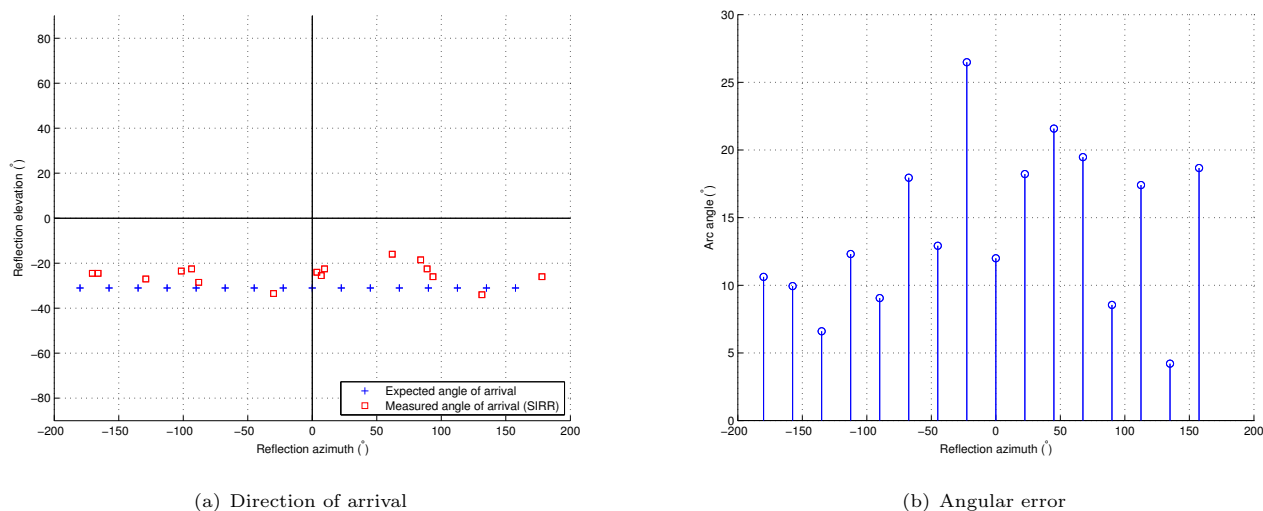 80
60
40
20
0
−20
−40
−60
−80
Reflection elevation (°)
−200 −150 −100 −50 0 50 100 150 200
Reflection azimuth (°)
Expected angle of arrival
Measured angle of arrival (SIRR)
(a) Direction of arrival
30
25
20
15
10
5
0
Arc angle (°)
−200 −150 −100 −50 0 50 100 150 200
Reflection azimuth (°)
(b) Angular error